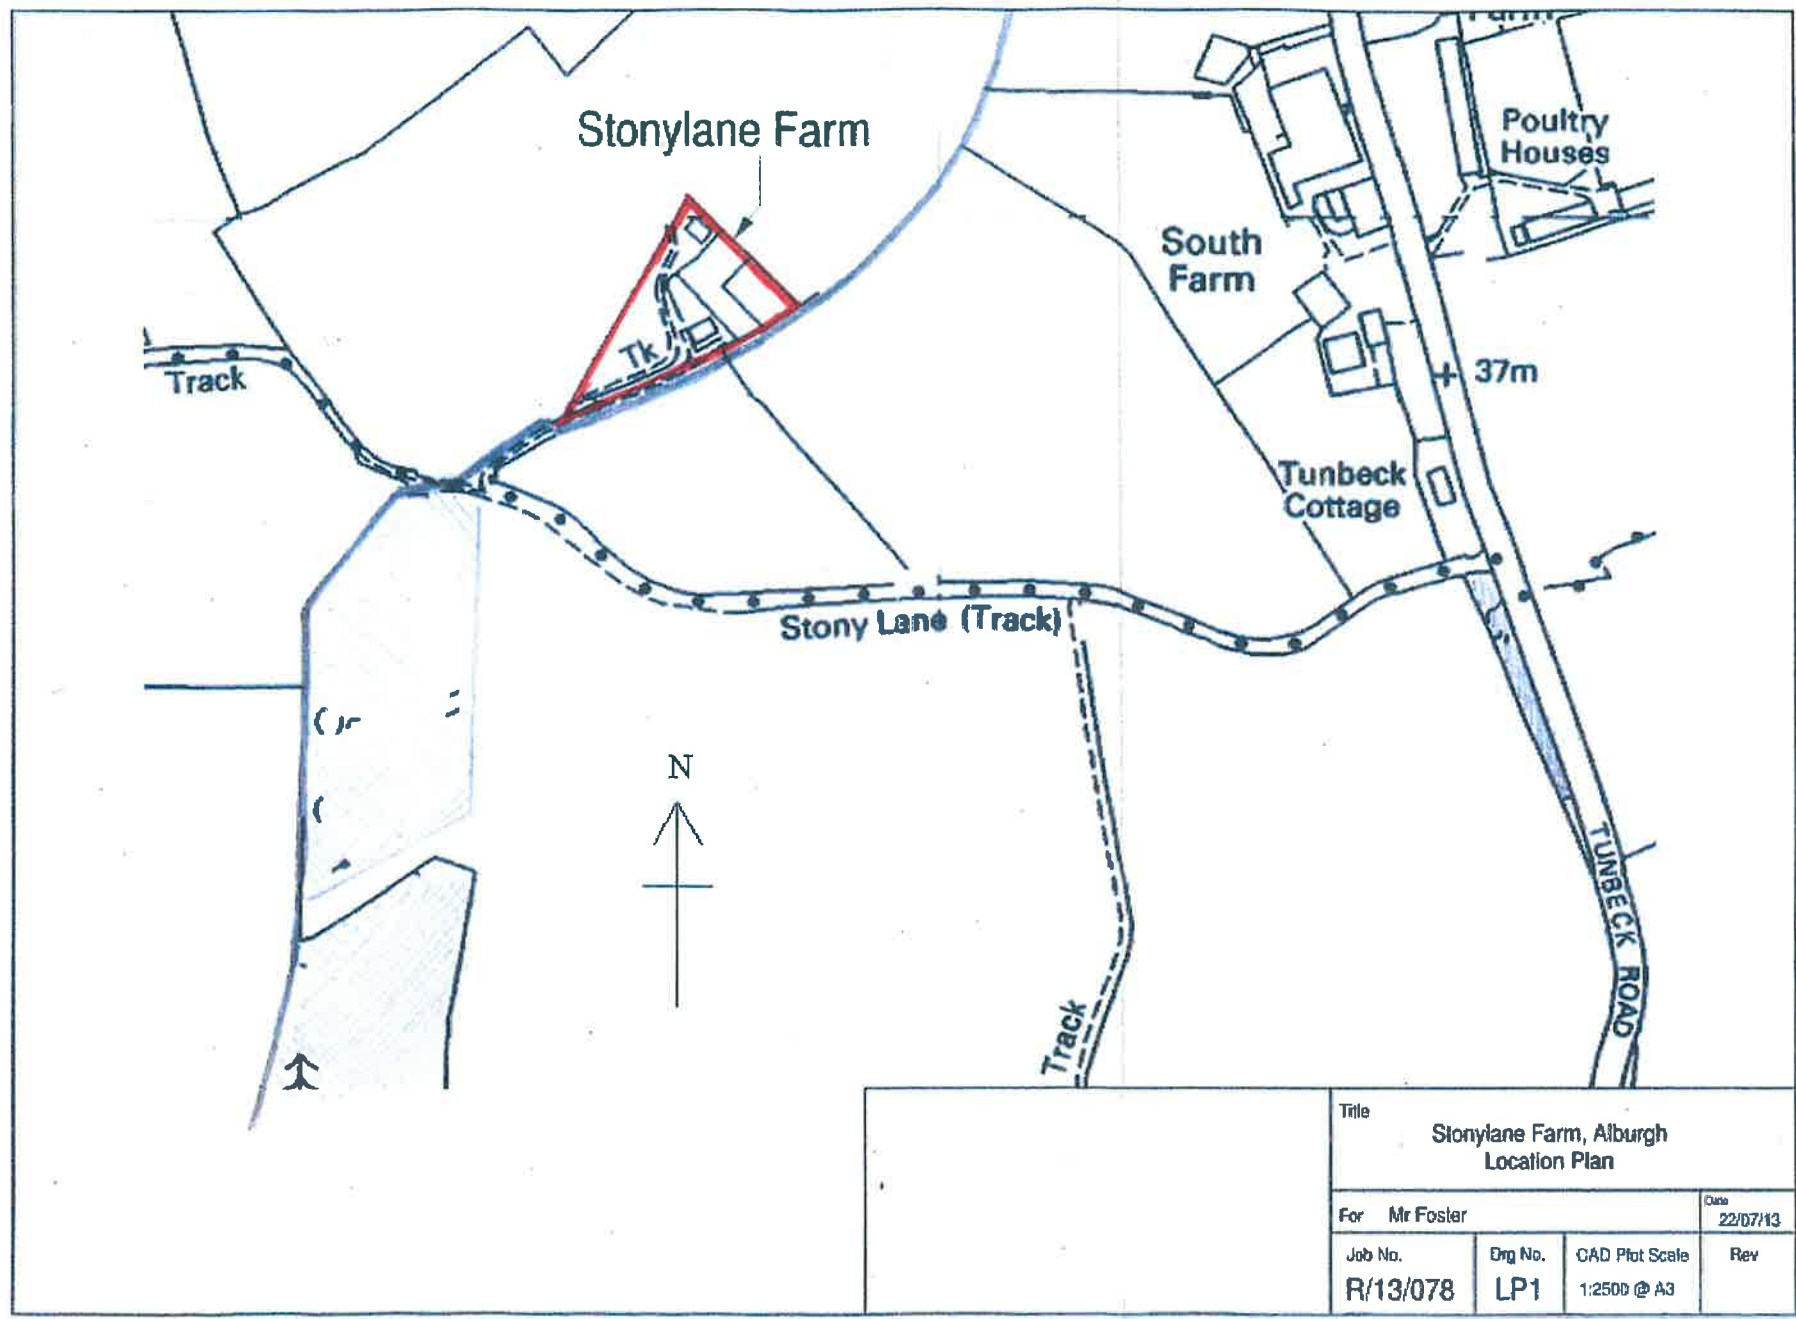 Stonylane Farm
Poultry
Houses
South
Farm
Tk
Track
37m
Tunbeck
Cottage
Stony Lane (Track)
N
TUNBECK ROAD
Track
Title
Stonylane Farm, Alburgh
Location Plan
For Mr Foster
Date
22/07/13
Job No.
Drg No.
CAD Plot Scale
Rev
R/13/078
LP1
1:2500 @ A3